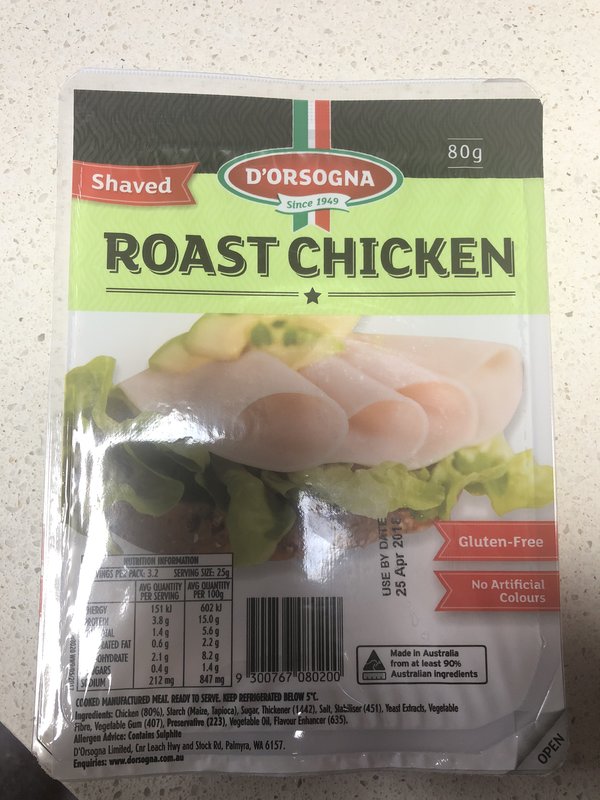 80g
Shaved
D'ORSOGNA
Since 1949
ROAST CHICKEN
Gluten-Free
No Artificial
Colours
USE BY DATE
25 Apr 2018
NUTRITION INFORMATION
PER PACK: 3.2 SERVING SIZE: 25g
AVG QUANTITY AVG QUANTITY
PER SERVING PER 100g
151 kJ 602 kJ
3.8 g 15.0 g
1.4 g 5.6 g
FAT 0.6 g 2.2 g
2.1 g 8.2 g
0.4 g 1.4 g
212 mg 847 mg
9 300767 080200
Made in Australia
from at least 90%
Australian ingredients
COOKED MANUFACTURED MEAT. READY TO SERVE. KEEP REFRIGERATED BELOW 5°C.
Ingredients: Chicken (80%), Starch (Maize, Tapioca), Sugar, Thickener (1442), Salt, Stabiliser (451), Yeast Extracts, Vegetable
Fibre, Vegetable Gum (407), Preservative (223), Vegetable Oil, Flavour Enhancer (635).
Allergen Advice: Contains Sulphite
D'Orsogna Limited, Cnr Leach Hwy and Stock Rd, Palmyra, WA 6157.
Enquiries: www.dorsogna.com.au
OPEN